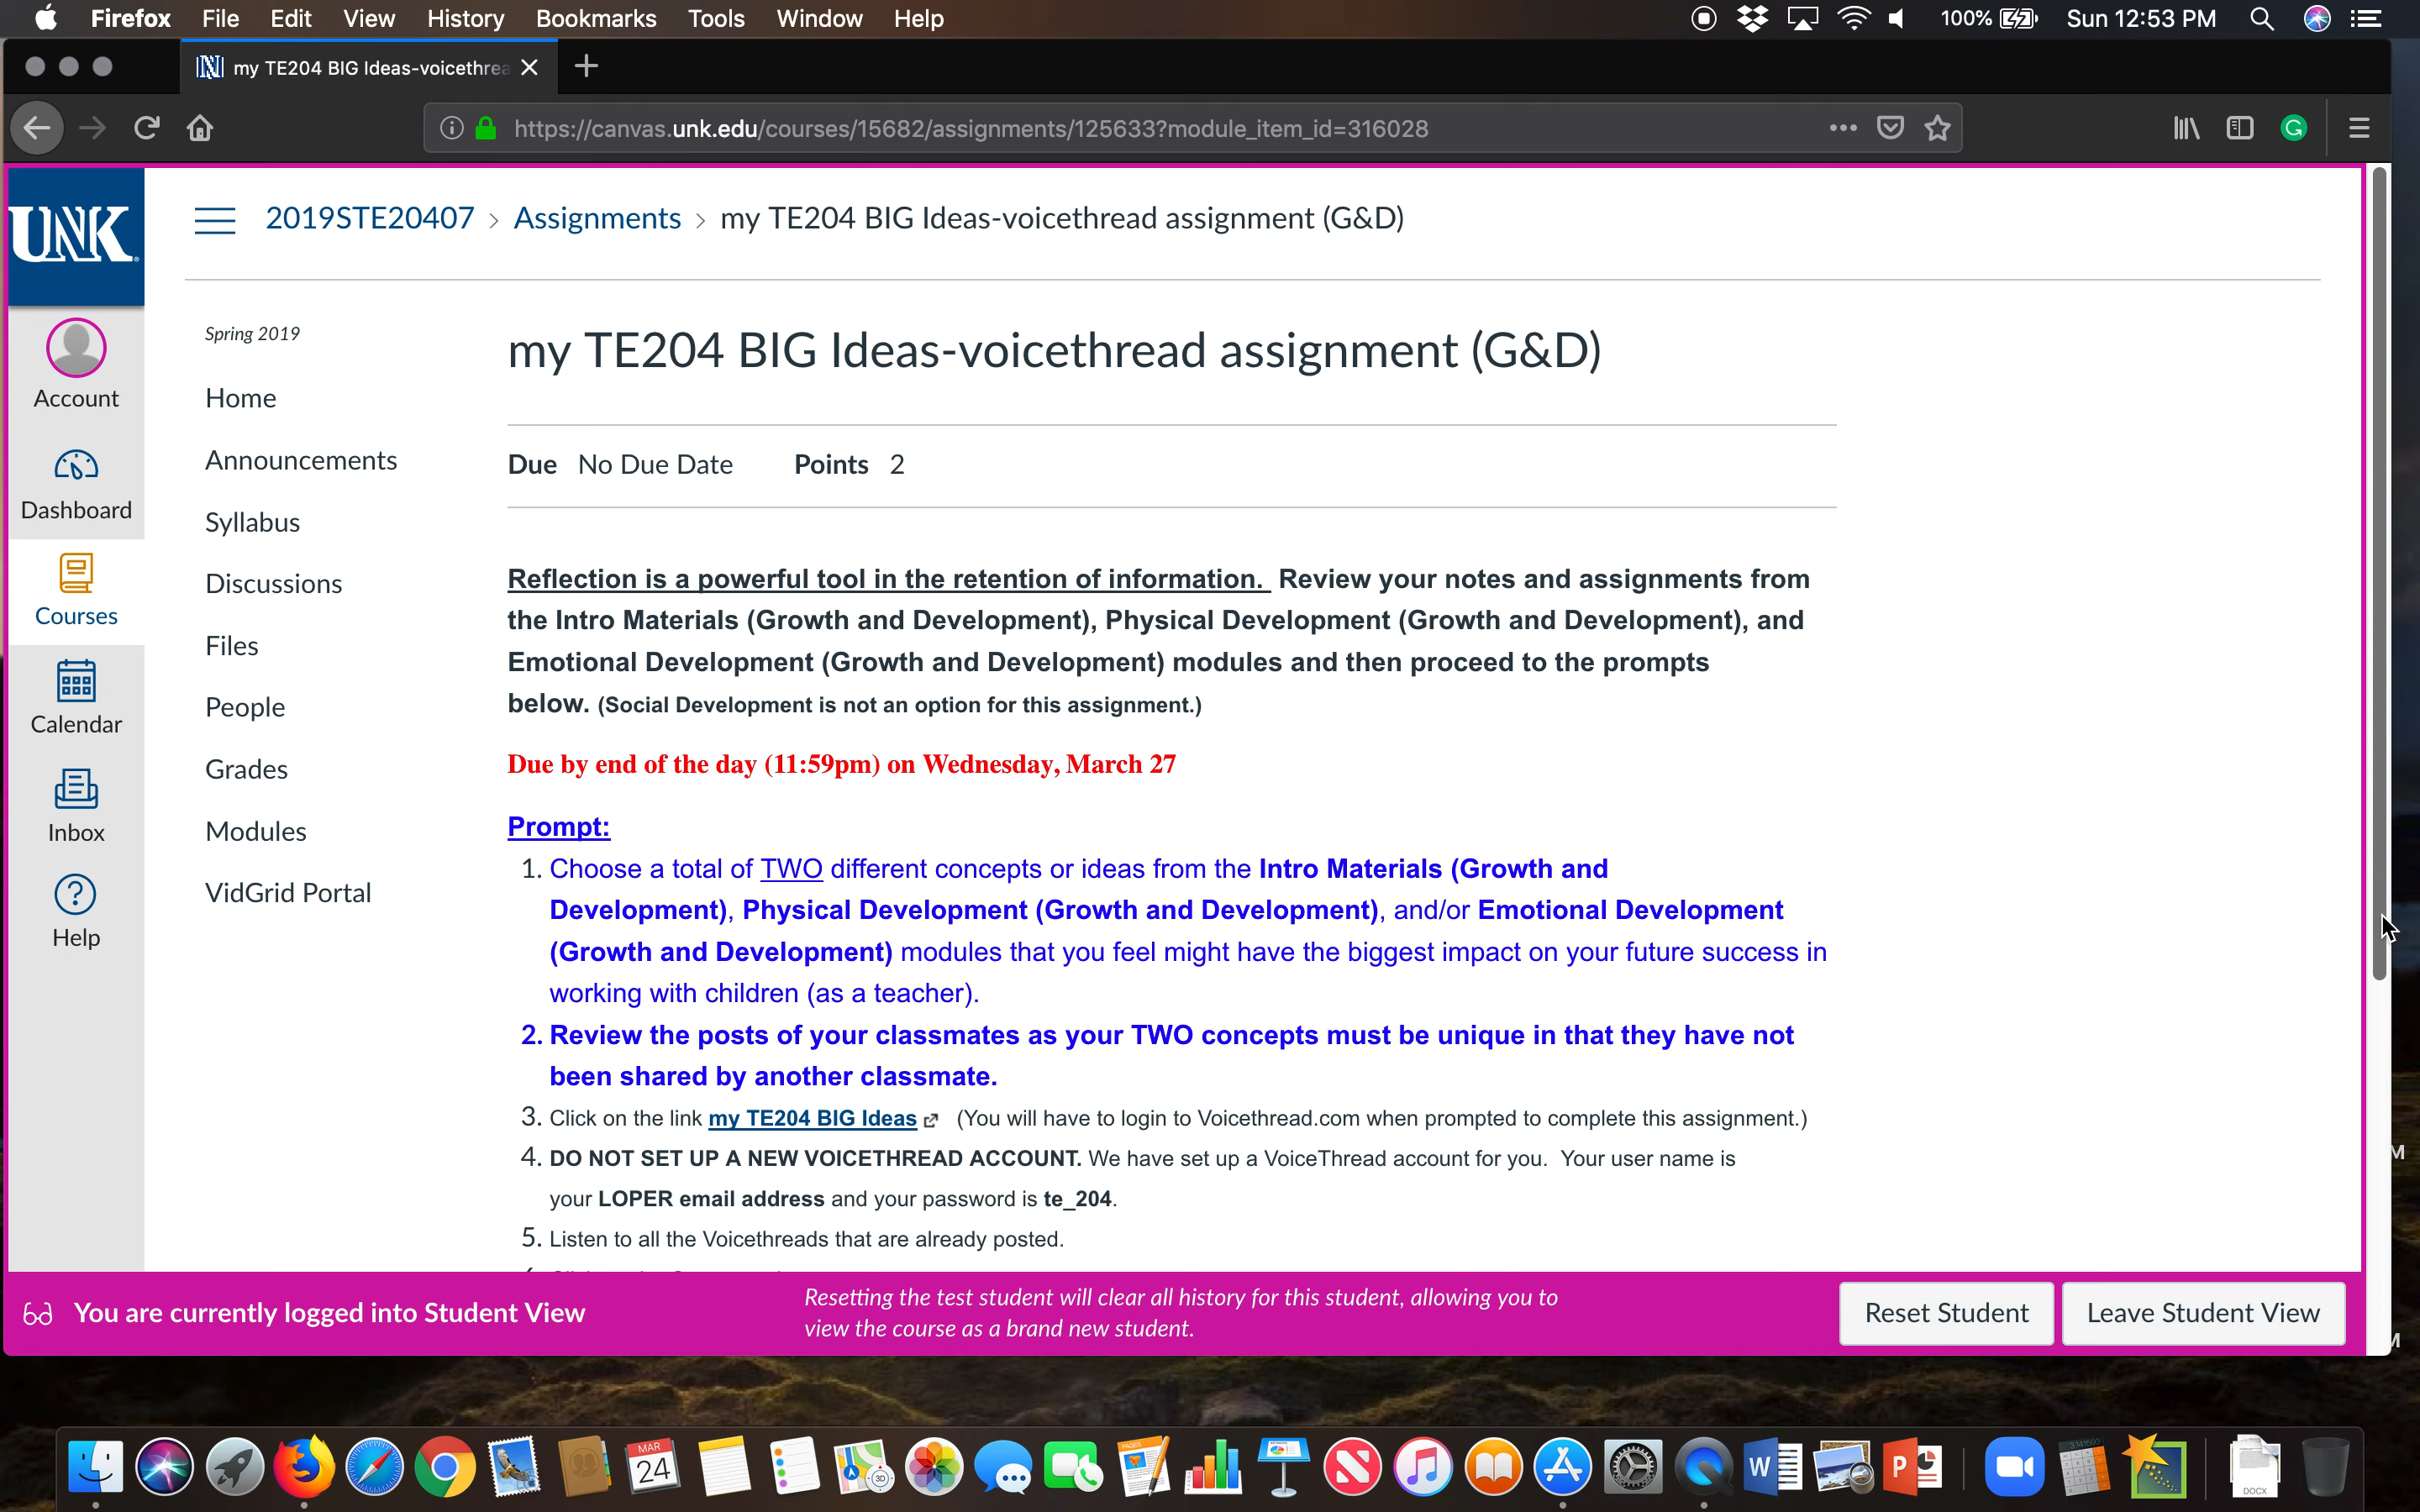 Firefox File Edit View History Bookmarks Tools Window Help 100% Sun 12:53 PM
my TE204 BIG Ideas-voicethrea
https://canvas.unk.edu/courses/15682/assignments/125633?module_item_id=316028
UNK
2019STE20407 > Assignments > my TE204 BIG Ideas-voicethread assignment (G&D)
Account
Dashboard
Courses
Calendar
Inbox
Help
Spring 2019
Home
Announcements
Syllabus
Discussions
Files
People
Grades
Modules
VidGrid Portal
my TE204 BIG Ideas-voicethread assignment (G&D)
Due No Due Date Points 2
Reflection is a powerful tool in the retention of information. Review your notes and assignments from
the Intro Materials (Growth and Development), Physical Development (Growth and Development), and
Emotional Development (Growth and Development) modules and then proceed to the prompts
below. (Social Development is not an option for this assignment.)
Due by end of the day (11:59pm) on Wednesday, March 27
Prompt:
1. Choose a total of TWO different concepts or ideas from the Intro Materials (Growth and
Development), Physical Development (Growth and Development), and/or Emotional Development
(Growth and Development) modules that you feel might have the biggest impact on your future success in
working with children (as a teacher).
2. Review the posts of your classmates as your TWO concepts must be unique in that they have not
been shared by another classmate.
3. Click on the link my TE204 BIG Ideas (You will have to login to Voicethread.com when prompted to complete this assignment.)
4. DO NOT SET UP A NEW VOICETHREAD ACCOUNT. We have set up a VoiceThread account for you. Your user name is
your LOPER email address and your password is te_204.
5. Listen to all the Voicethreads that are already posted.
You are currently logged into Student View
Resetting the test student will clear all history for this student, allowing you to
view the course as a brand new student.
Reset Student
Leave Student View
MAR
24
PAGES
3D
W
P
DOCX